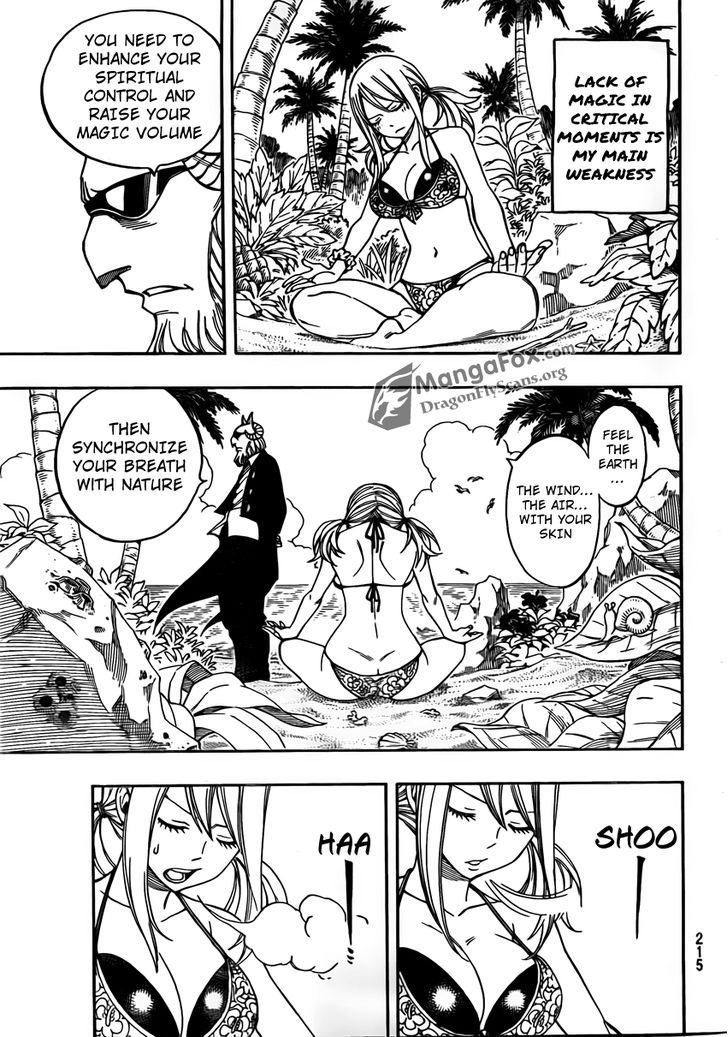 LACK OF
MAGIC IN
CRITICAL
MOMENTS IS
MY MAIN
WEAKNESS
YOU NEED TO
ENHANCE YOUR
SPIRITUAL
CONTROL AND
RAISE YOUR
MAGIC VOLUME
MangaFox.com
DragonFlyScans.org
FEEL
THE
EARTH
...
THE WIND...
THE AIR...
WITH YOUR
SKIN
THEN
SYNCHRONIZE
YOUR BREATH
WITH NATURE
SHOO
HAA
215